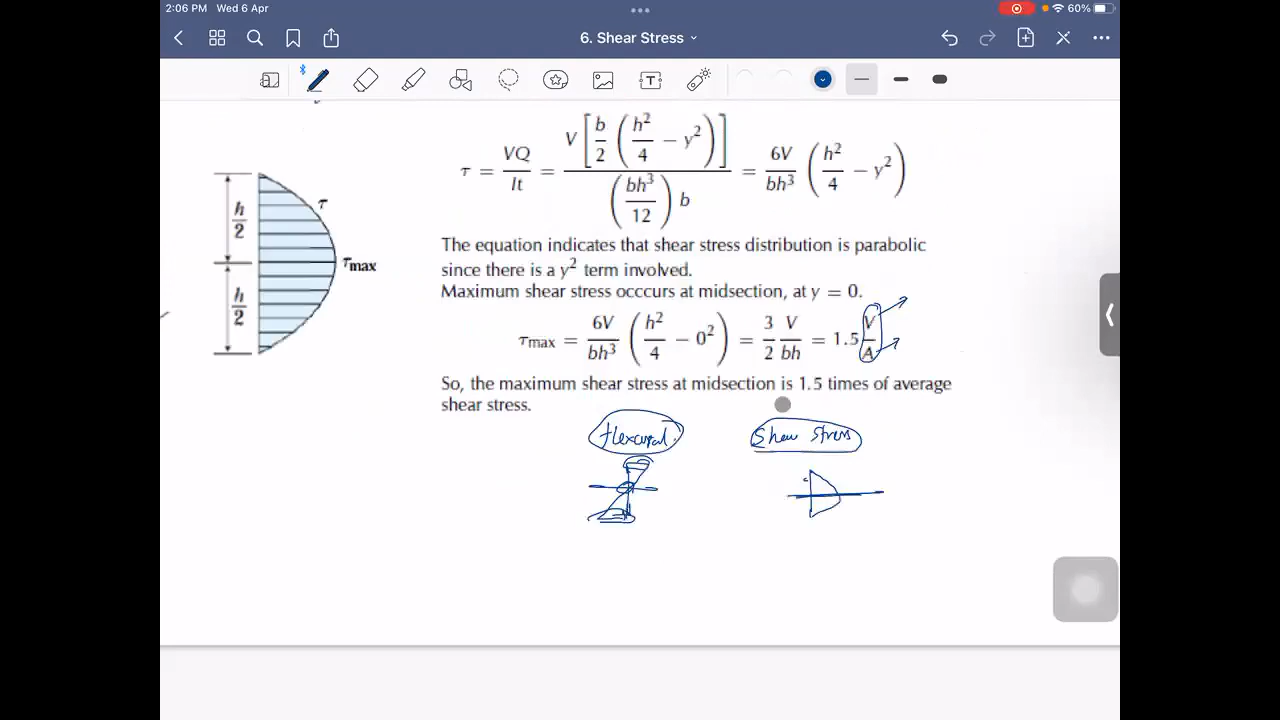 2:06 PM Wed 6 Apr
60%
6. Shear Stress
T
τ = VQ/It = V[b/2(h²/4 − y²)]/(bh³/12)b = 6V/bh³(h²/4 − y²)
h/2
τ
τmax
h/2
The equation indicates that shear stress distribution is parabolic
since there is a y² term involved.
Maximum shear stress occcurs at midsection, at y = 0.
τmax = 6V/bh³(h²/4 − 0²) = 3/2 V/bh = 1.5 V/A
So, the maximum shear stress at midsection is 1.5 times of average
shear stress.
flexural
Shear Stress